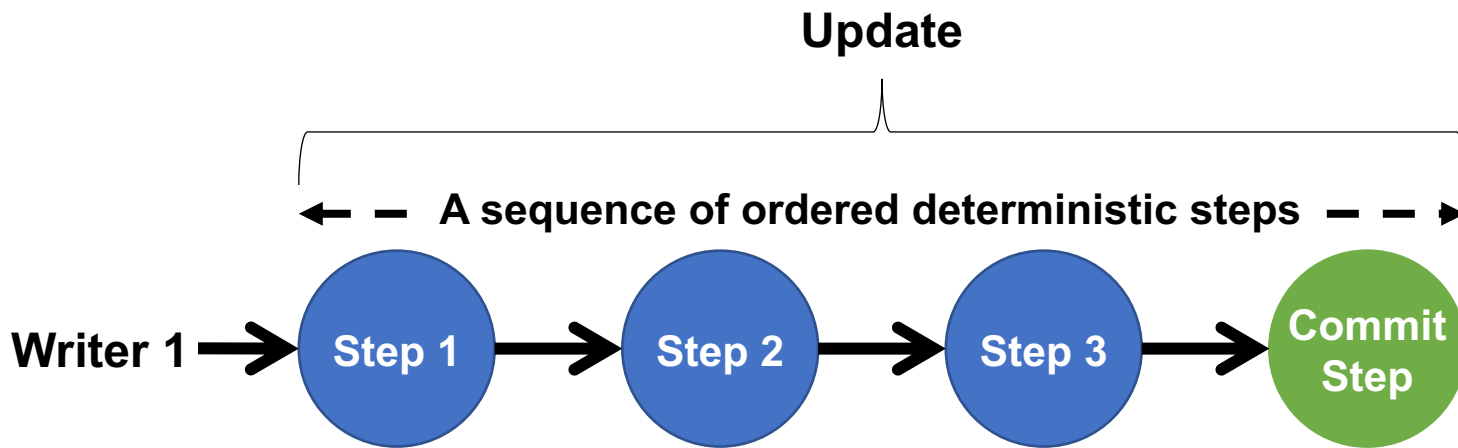 Update
A sequence of ordered deterministic steps
Writer 1
Step 1
Step 2
Step 3
Commit
Step